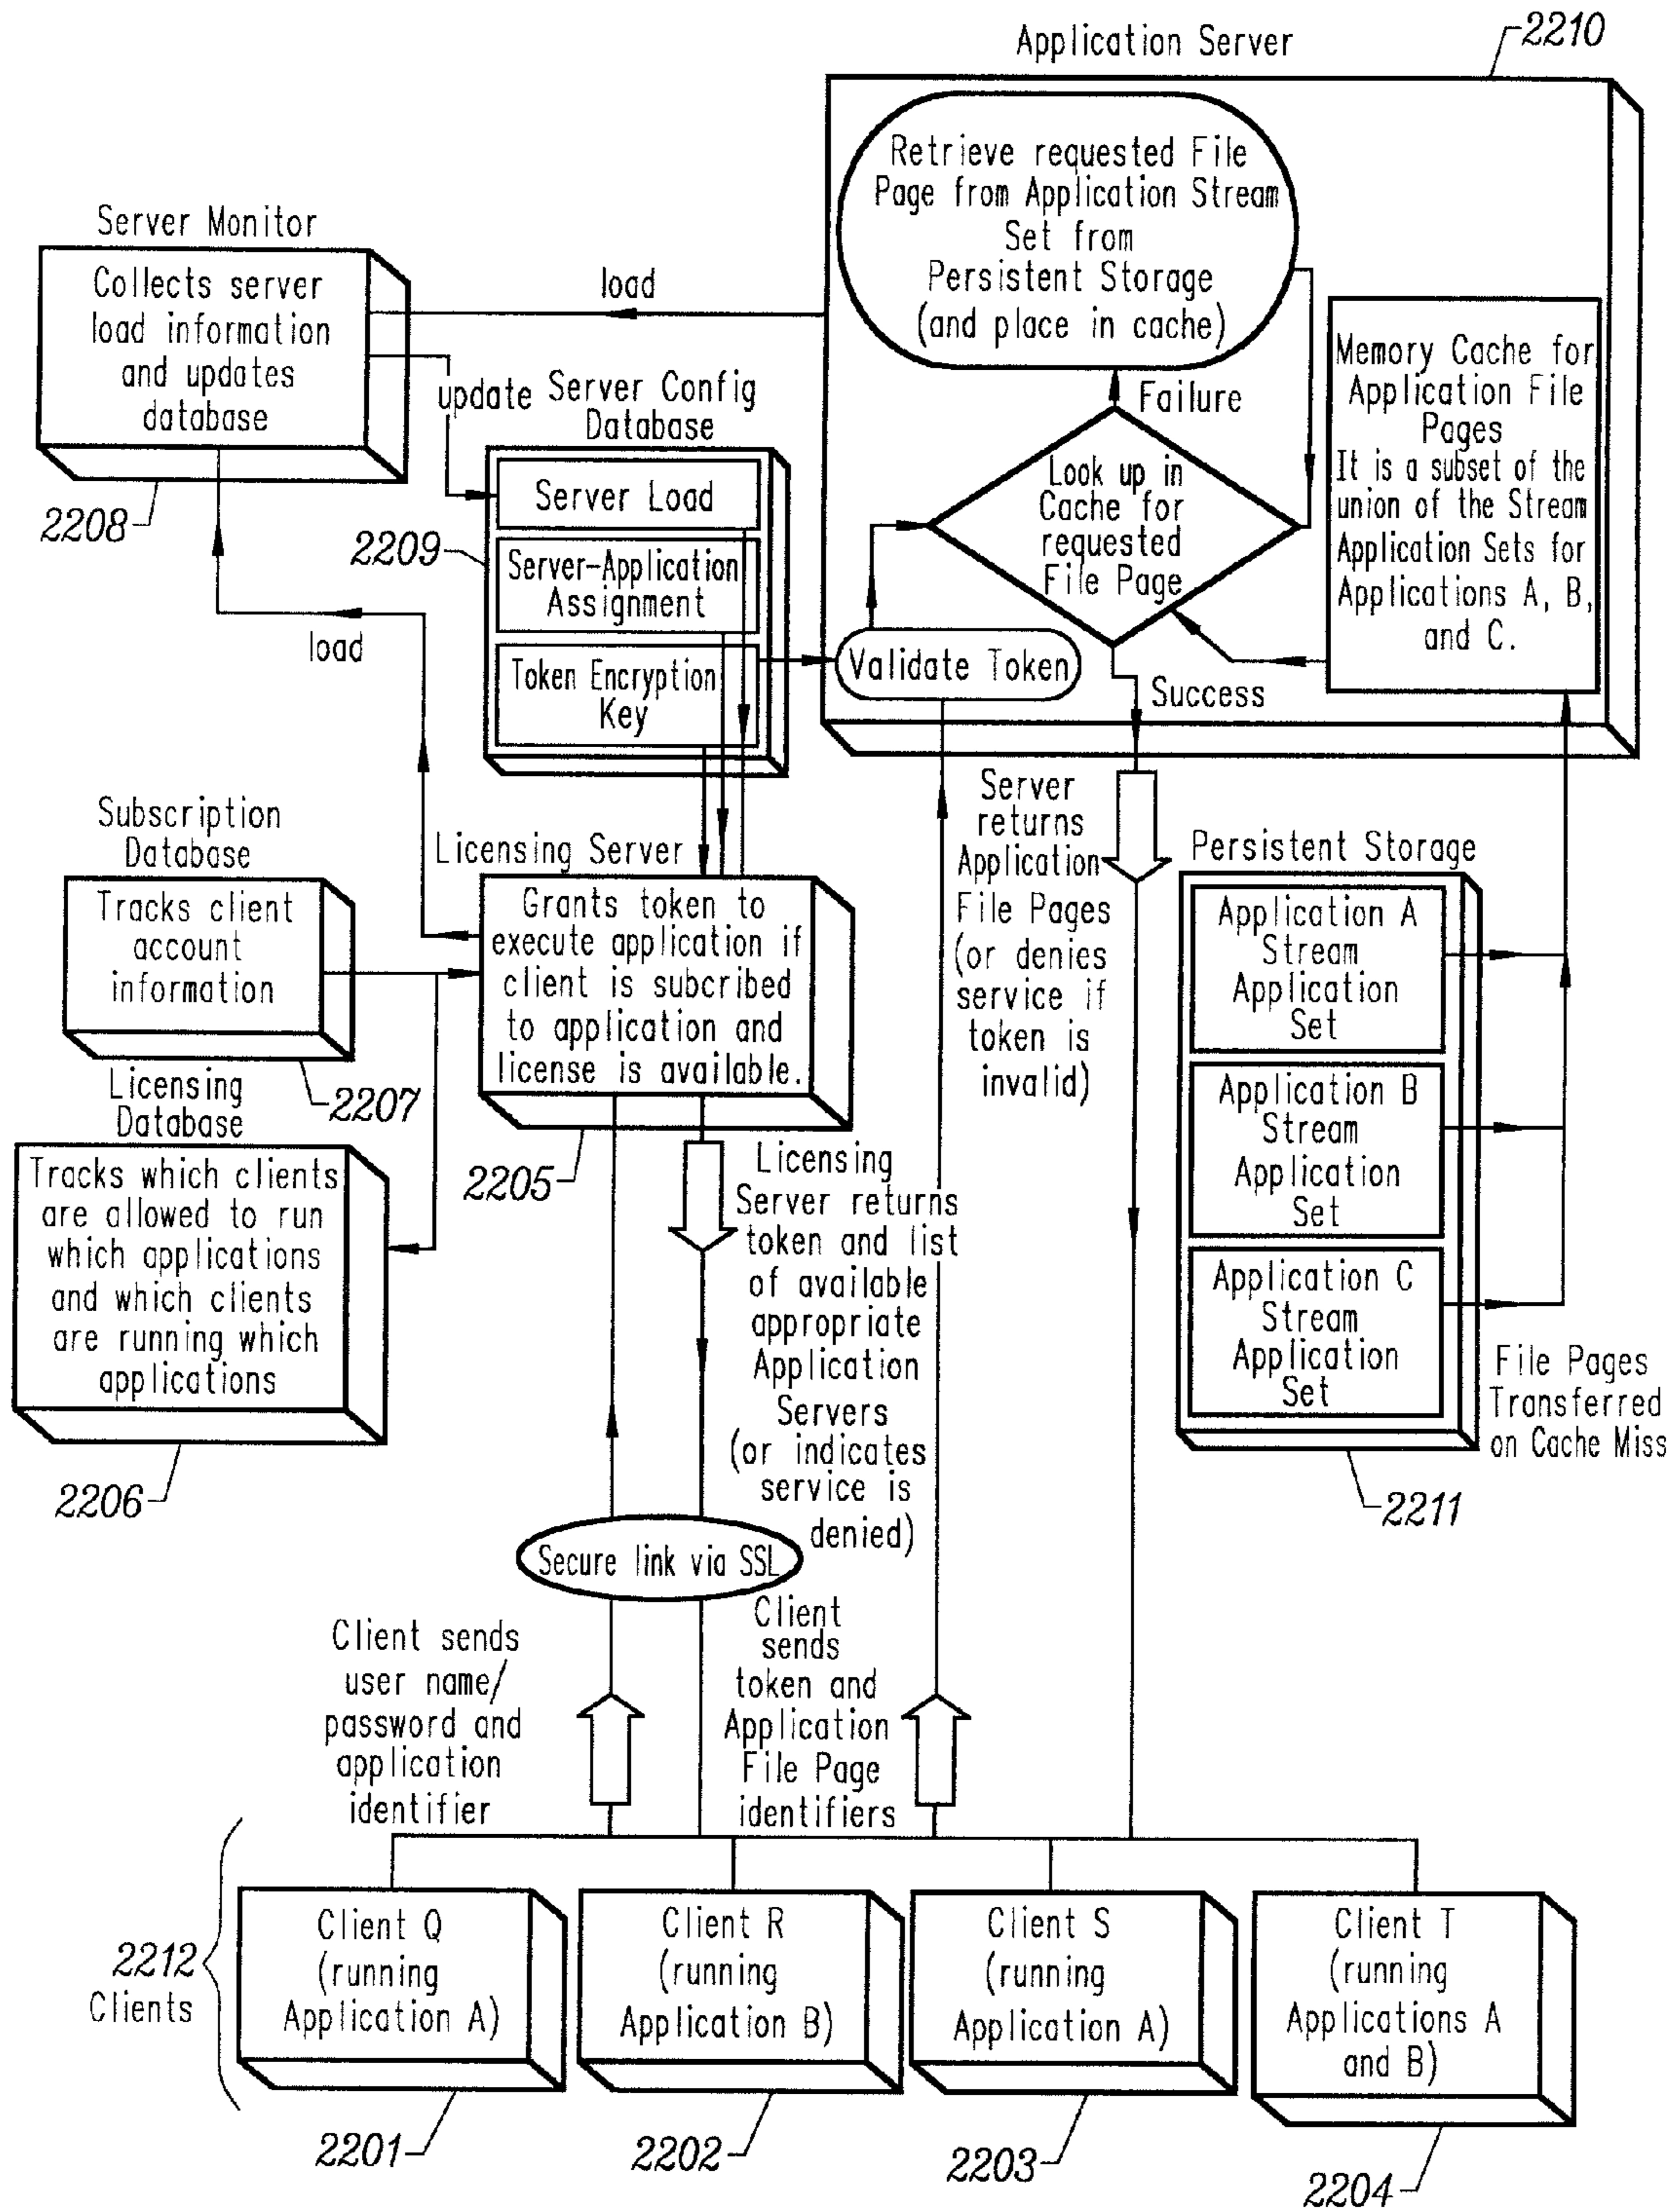 Application Server
2210
Retrieve requested File
Page from Application Stream
Set from
Persistent Storage
(and place in cache)
Server Monitor
Collects server
load information
and updates
database
2208
load
update
Server Config
Database
Server Load
2209
Server-Application
Assignment
Token Encryption
Key
Failure
Look up in
Cache for
requested
File Page
Memory Cache for
Application File
Pages
It is a subset of the
union of the Stream
Application Sets for
Applications A, B,
and C.
Validate Token
Success
load
Subscription
Database
Tracks client
account
information
2207
Licensing Server
Grants token to
execute application if
client is subcribed
to application and
license is available.
2205
Server
returns
Application
File Pages
(or denies
service if
token is
invalid)
Persistent Storage
Application A
Stream
Application
Set
Application B
Stream
Application
Set
Application C
Stream
Application
Set
File Pages
Transferred
on Cache Miss
2211
Licensing
Database
Tracks which clients
are allowed to run
which applications
and which clients
are running which
applications
2206
Licensing
Server returns
token and list
of available
appropriate
Application
Servers
(or indicates
service is
denied)
Secure link via SSL
Client sends
user name/
password and
application
identifier
Client
sends
token and
Application
File Page
identifiers
2212
Clients
Client Q
(running
Application A)
2201
Client R
(running
Application B)
2202
Client S
(running
Application A)
2203
Client T
(running
Applications A
and B)
2204